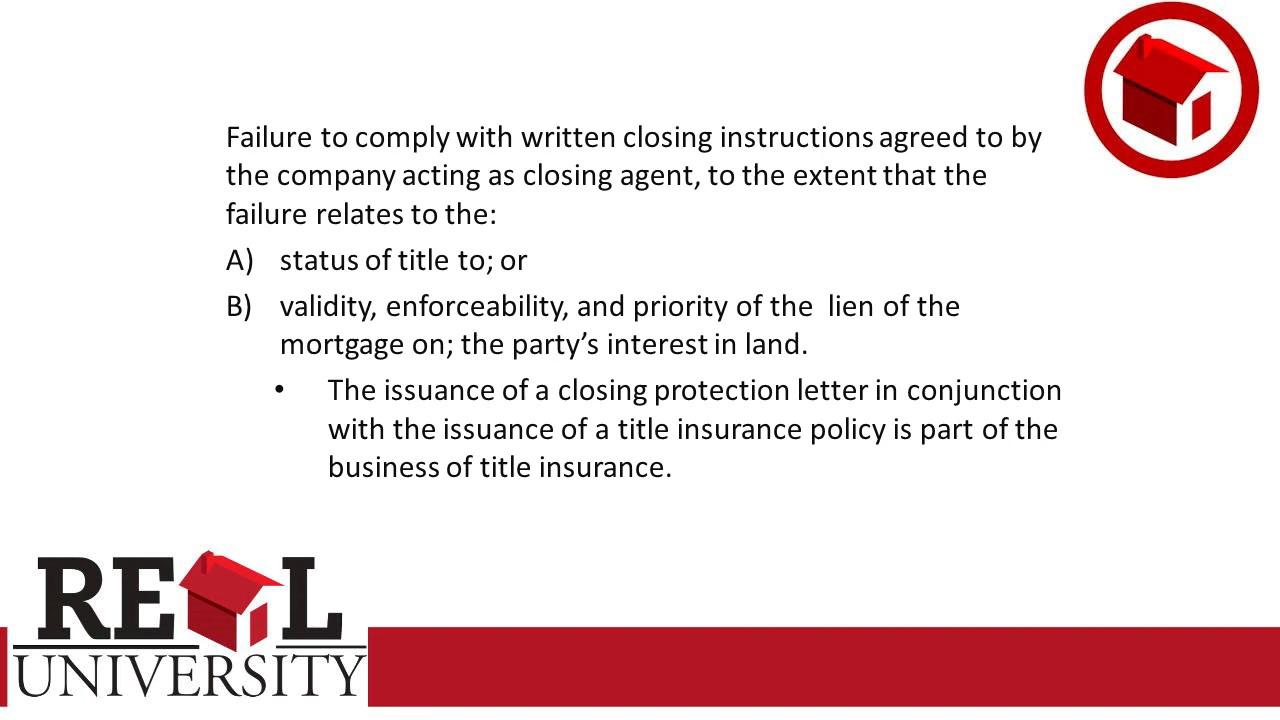 Failure to comply with written closing instructions agreed to by
the company acting as closing agent, to the extent that the
failure relates to the:
A) status of title to; or
B) validity, enforceability, and priority of the lien of the
mortgage on; the party’s interest in land.
• The issuance of a closing protection letter in conjunction
with the issuance of a title insurance policy is part of the
business of title insurance.
REAL
UNIVERSITY